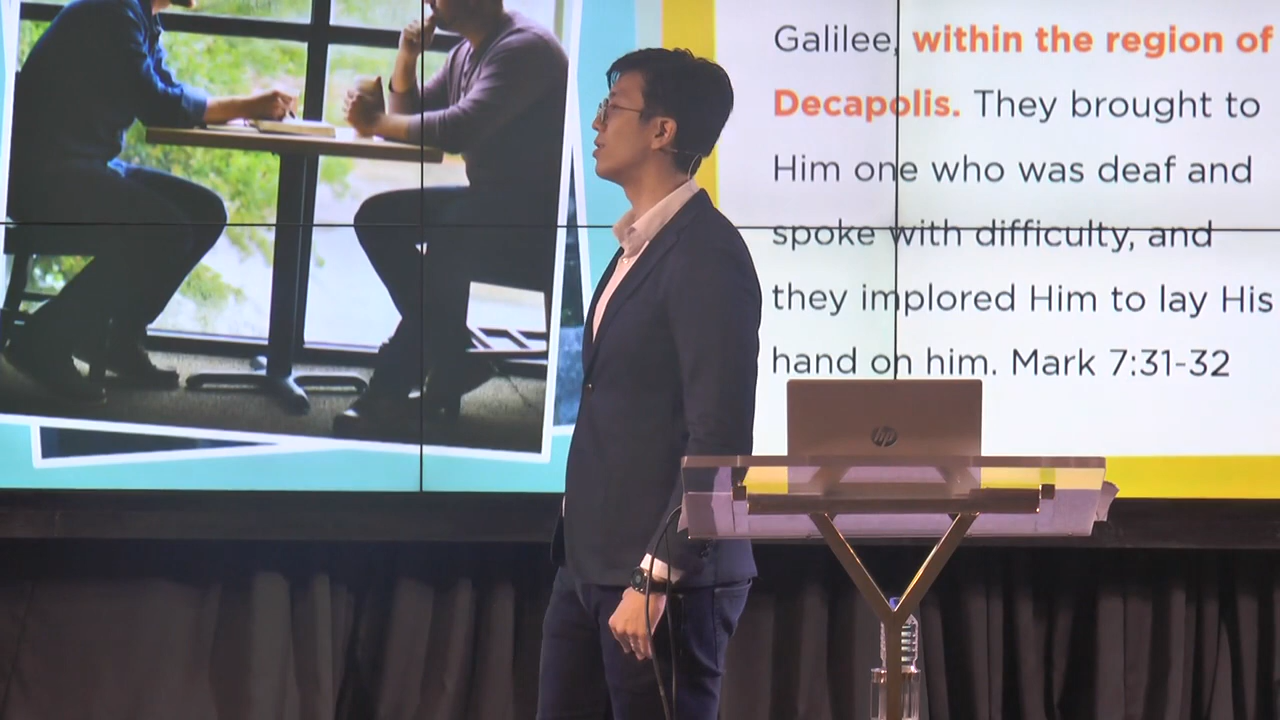 Galilee, within the region of
Decapolis. They brought to
Him one who was deaf and
spoke with difficulty, and
they implored Him to lay His
hand on him. Mark 7:31-32
hp